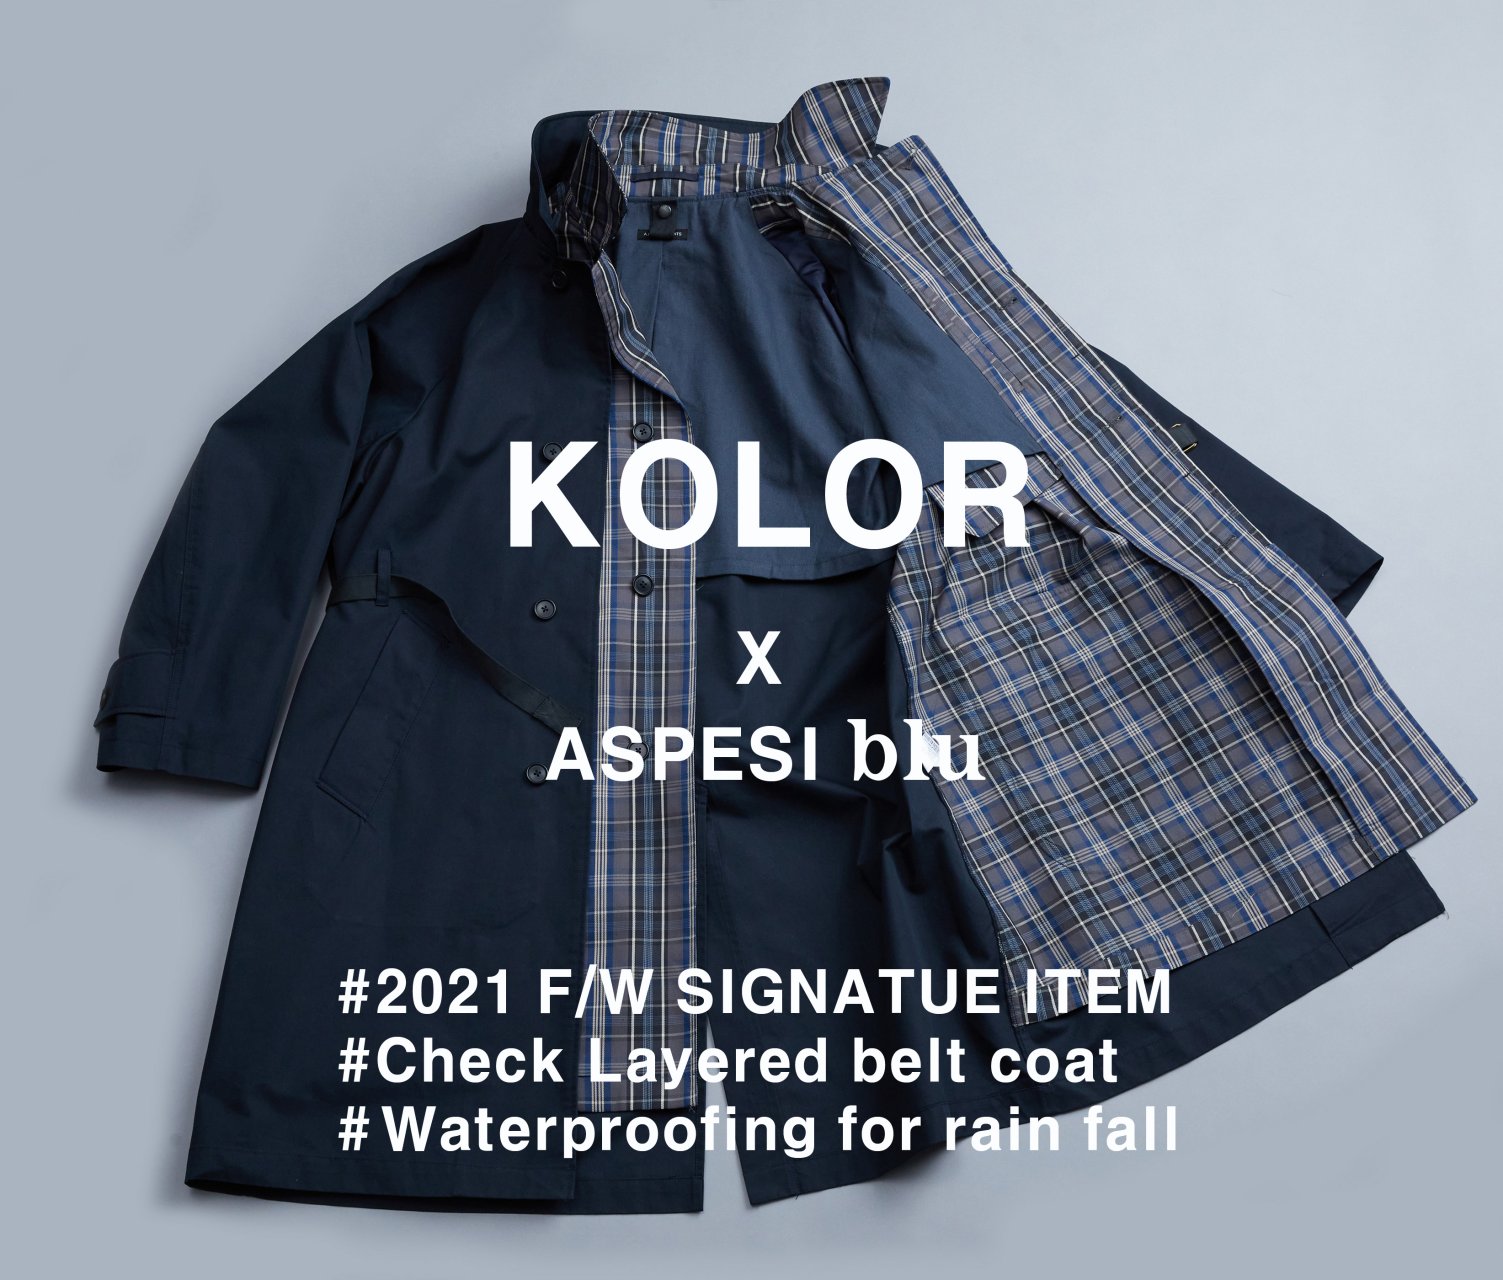 KOLOR
X
ASPESI blu
#2021 F/W SIGNATUE ITEM
#Check Layered belt coat
# Waterproofing for rain fall